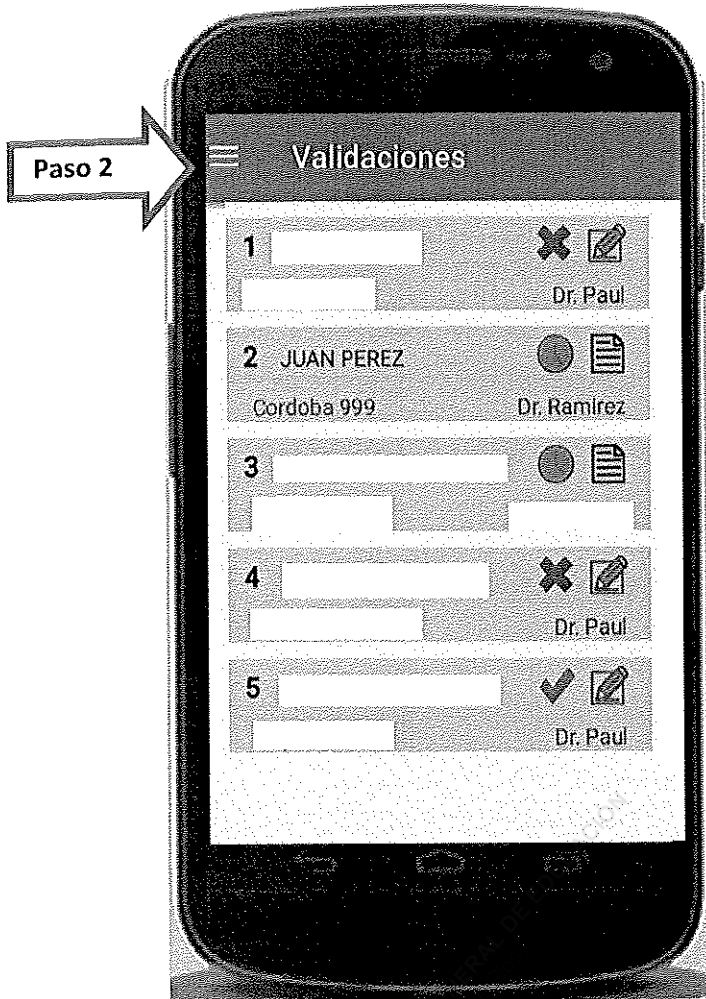 Paso 2
Validaciones
1
Dr. Paul
2 JUAN PEREZ
Cordoba 999 Dr. Ramirez
3
4
Dr. Paul
5
Dr. Paul